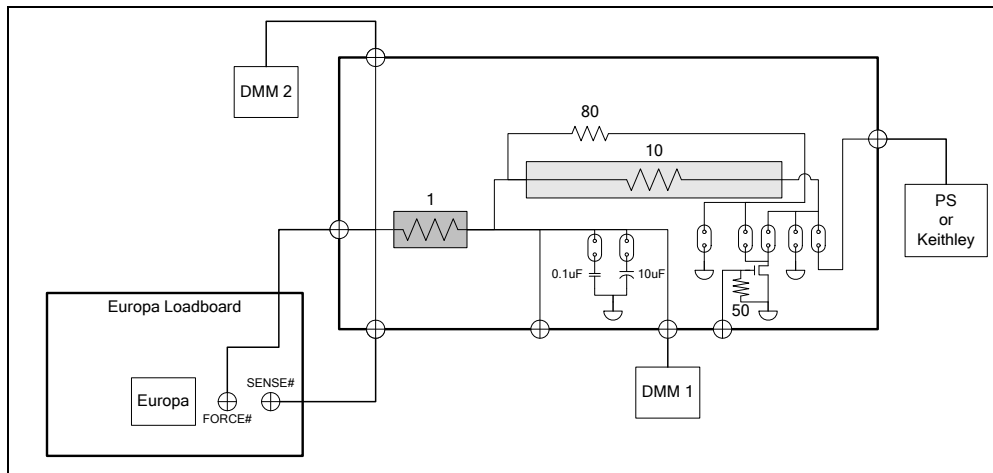 DMM 2
80
10
1
PS
or
Keithley
0.1uF
10uF
50
Europa Loadboard
SENSE#
Europa
FORCE#
DMM 1